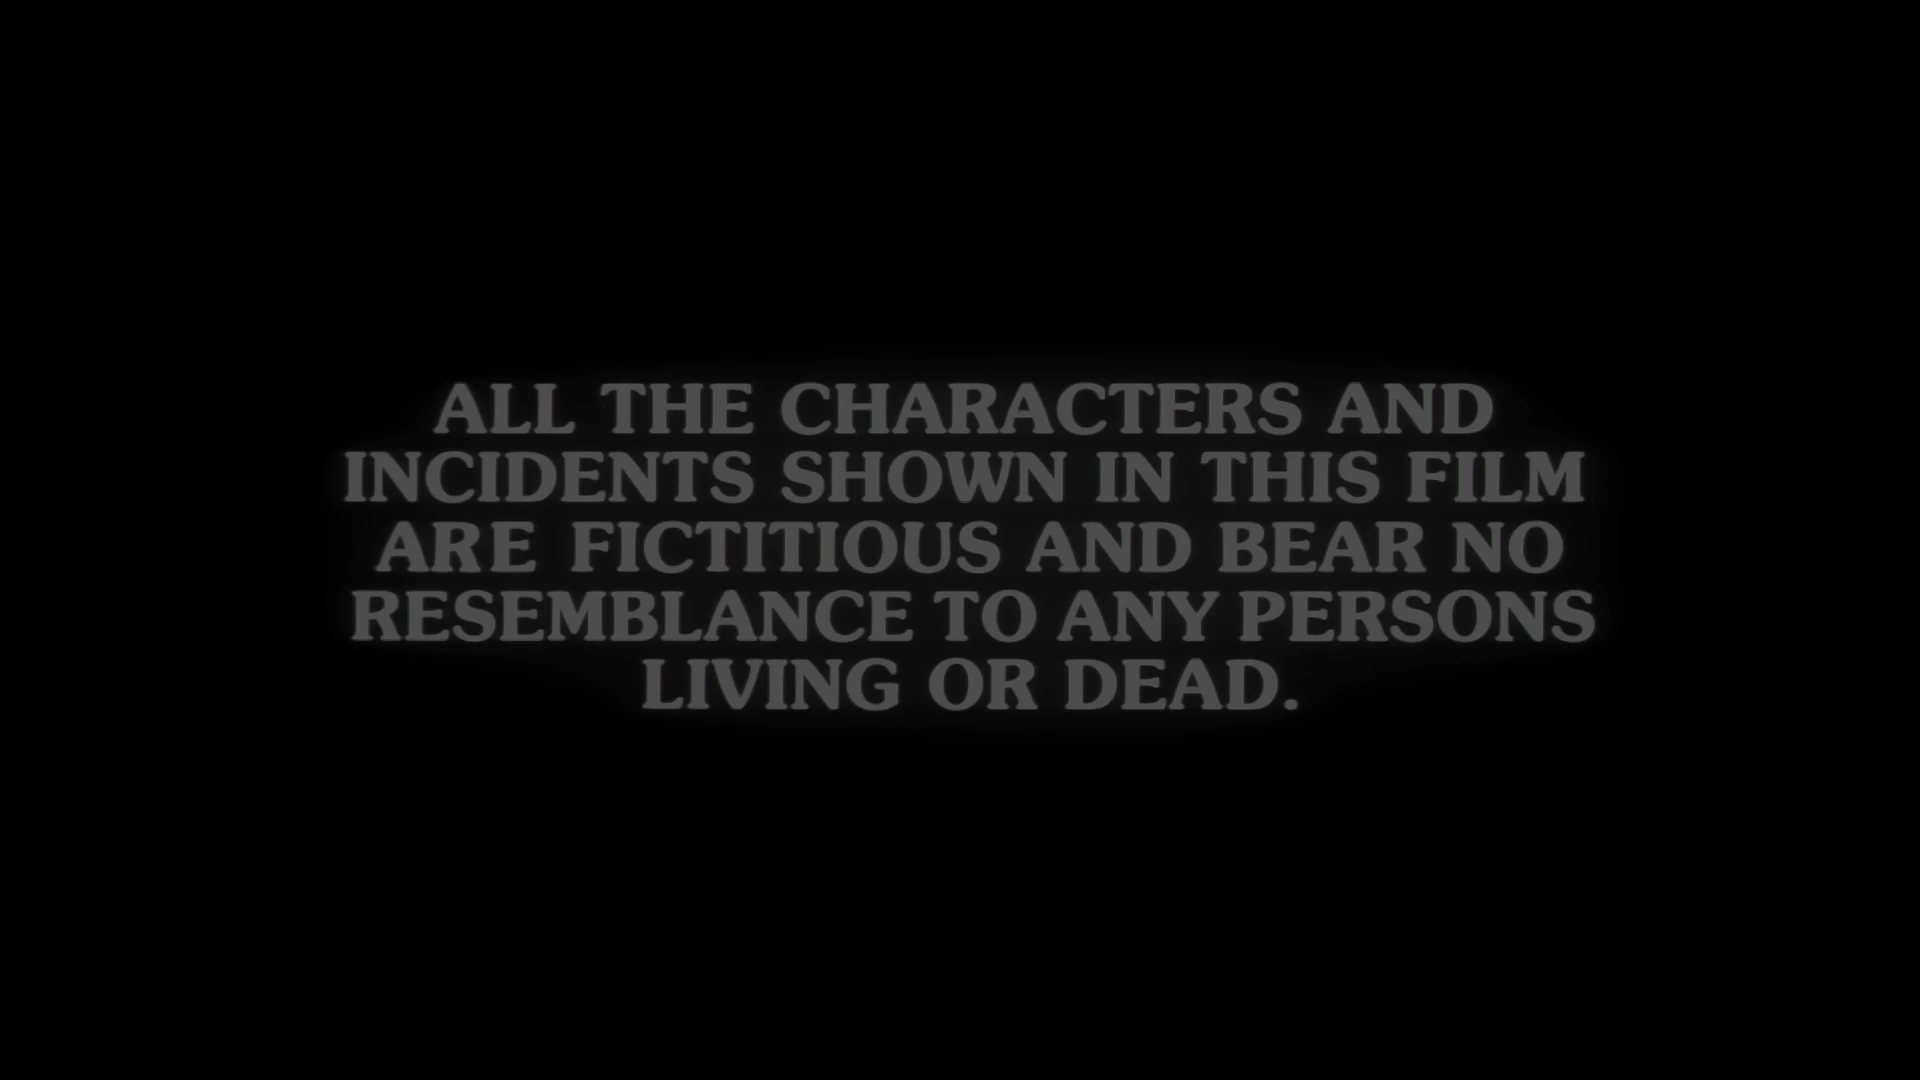 ALL THE CHARACTERS AND
INCIDENTS SHOWN IN THIS FILM
ARE FICTITIOUS AND BEAR NO
RESEMBLANCE TO ANY PERSONS
LIVING OR DEAD.